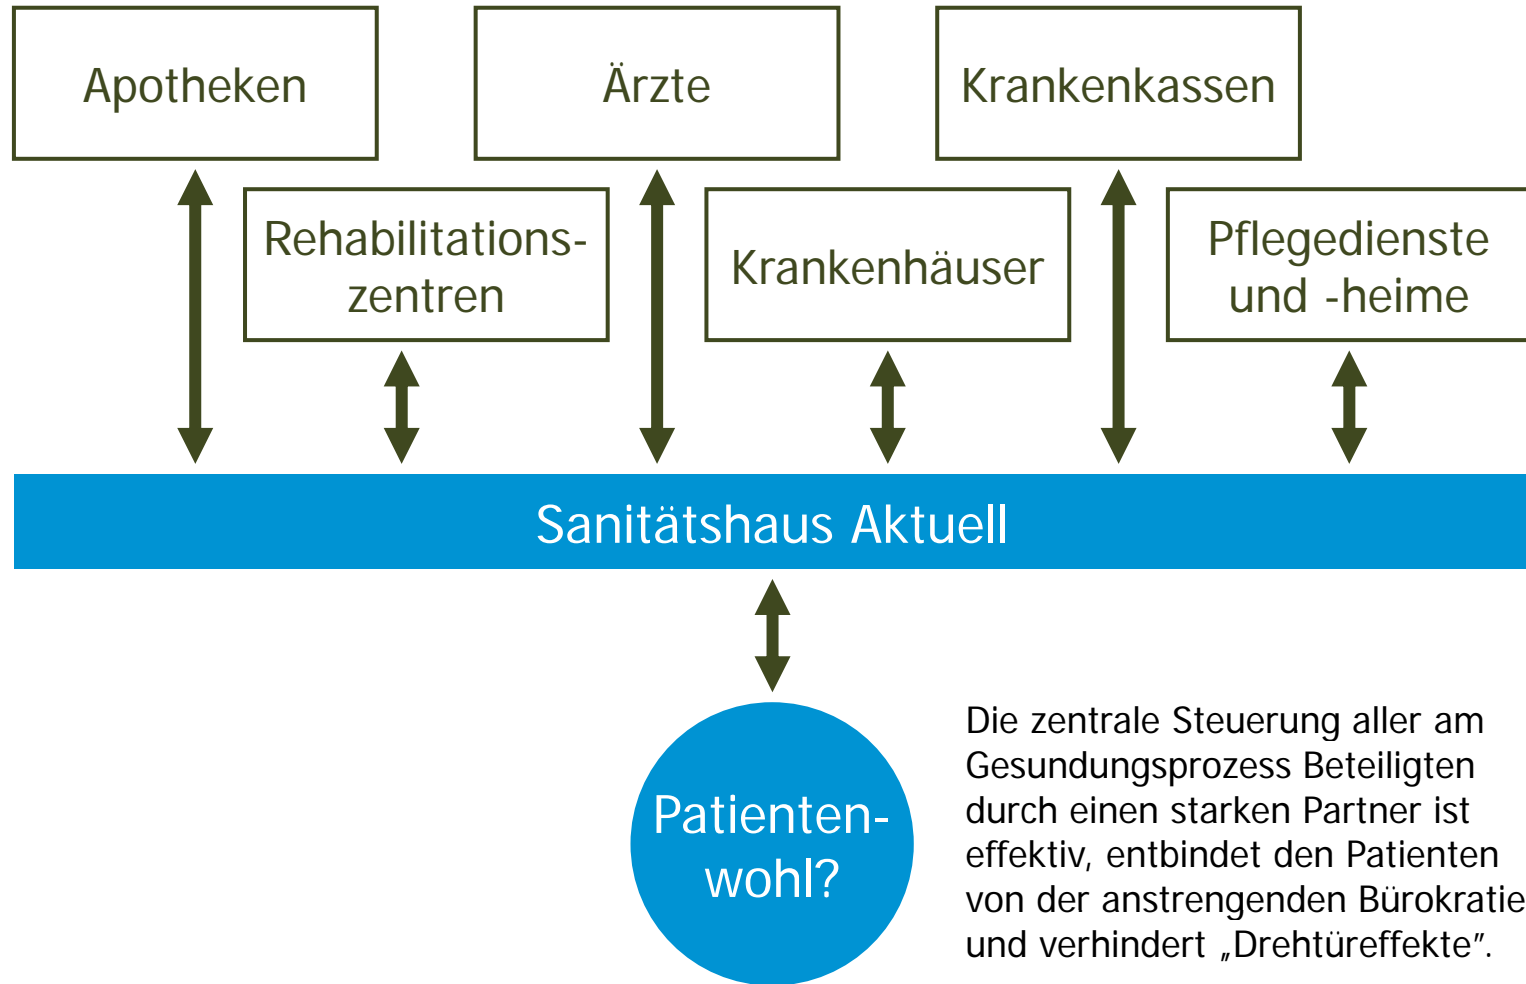 Apotheken
Ärzte
Krankenkassen
Rehabilitations-
zentren
Krankenhäuser
Pflegedienste
und -heime
Sanitätshaus Aktuell
Patienten-
wohl?
Die zentrale Steuerung aller am
Gesundungsprozess Beteiligten
durch einen starken Partner ist
effektiv, entbindet den Patienten
von der anstrengenden Bürokratie
und verhindert „Drehtüreffekte”.